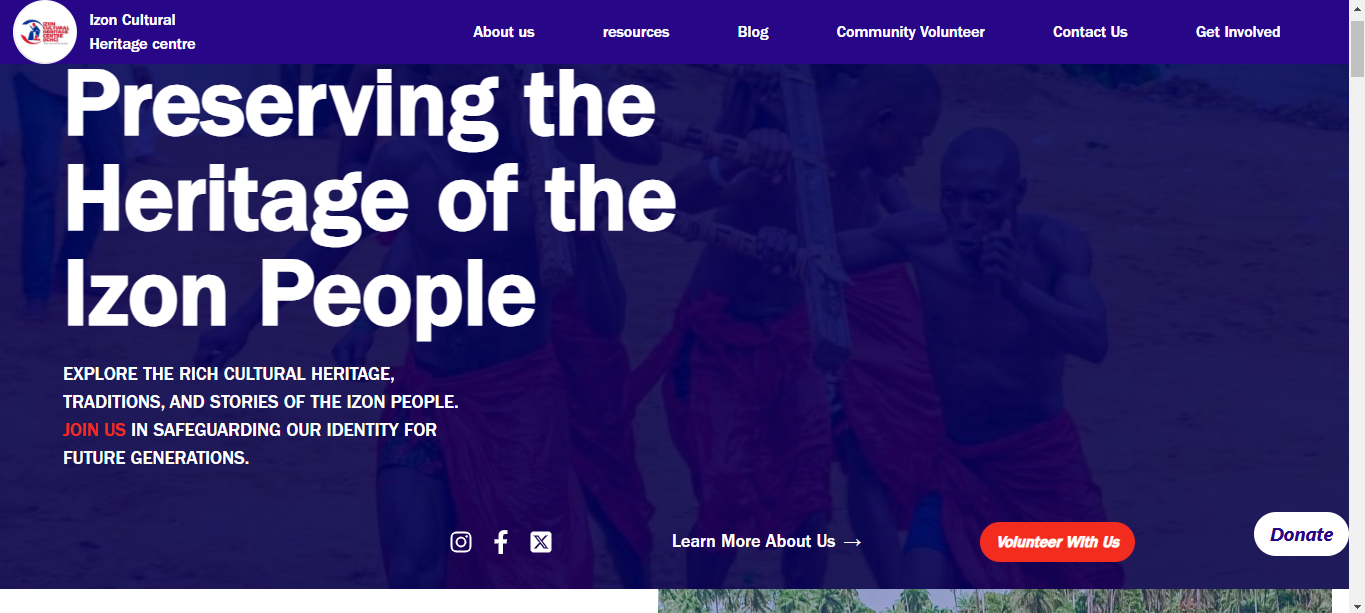 IZON
CULTURAL
HERITAGE
CENTRE
Izon Cultural
Heritage centre
About us
resources
Blog
Community Volunteer
Contact Us
Get Involved
Preserving the
Heritage of the
Izon People
EXPLORE THE RICH CULTURAL HERITAGE,
TRADITIONS, AND STORIES OF THE IZON PEOPLE.
JOIN US IN SAFEGUARDING OUR IDENTITY FOR
FUTURE GENERATIONS.
Learn More About Us →
Volunteer With Us
Donate